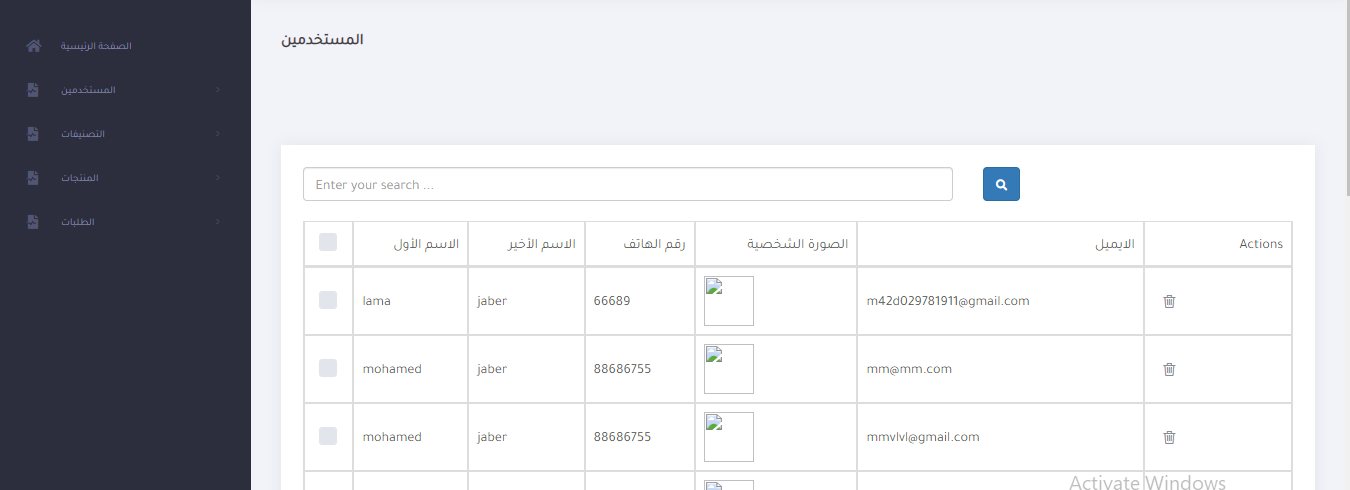 الصفحة الرئيسية
المستخدمين
التصنيفات
المنتجات
الطلبات
المستخدمين
Enter your search ...
الاسم الأول
الاسم الأخير
رقم الهاتف
الصورة الشخصية
الايميل
Actions
lama jaber 66689 m42d029781911@gmail.com
mohamed jaber 88686755 mm@mm.com
mohamed jaber 88686755 mmvlvl@gmail.com
Activate Windows